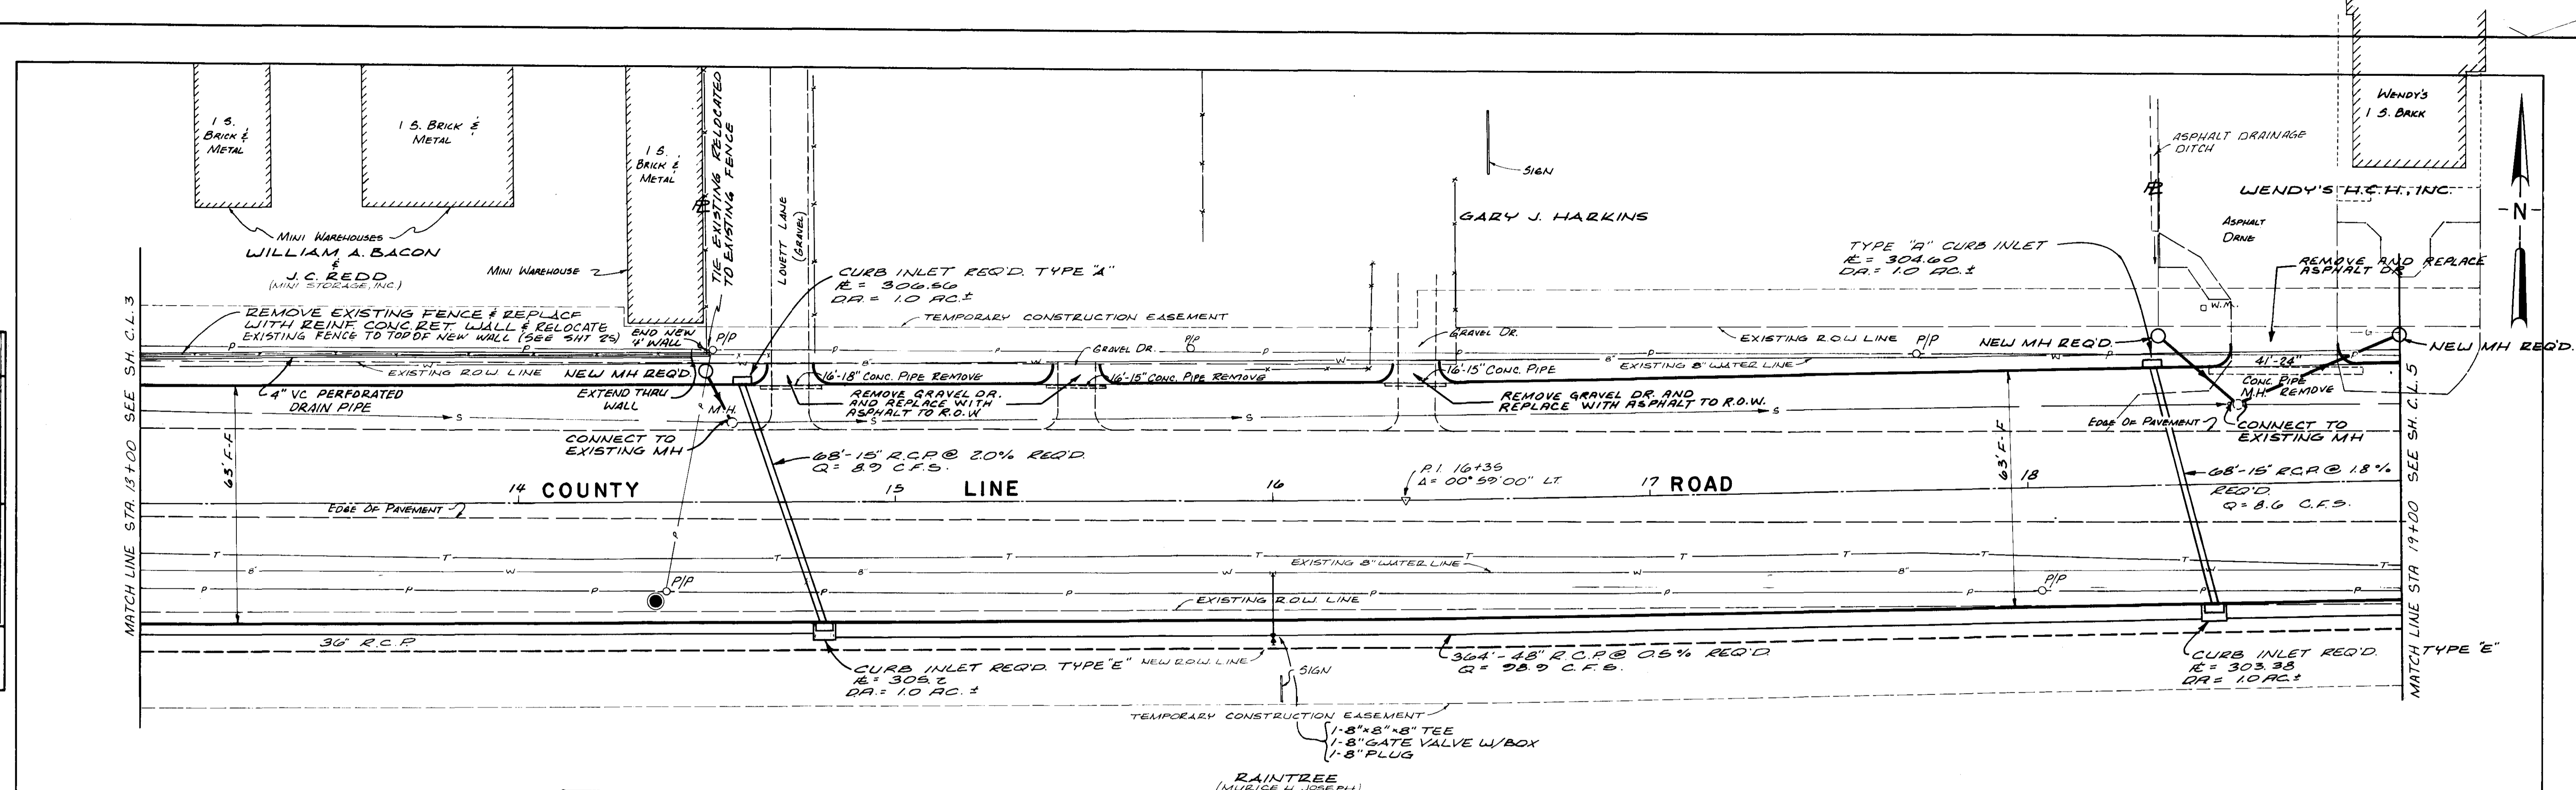 1 S.
BRICK &
METAL
1 S. BRICK &
METAL
1 S.
BRICK &
METAL
MINI WAREHOUSES
WILLIAM A. BACON
&
J.C. REDD
(MINI STORAGE, INC.)
MINI WAREHOUSE
TIE EXISTING RELOCATED
TO EXISTING FENCE
LOVETT LANE
(GRAVEL)
CURB INLET REQ'D. TYPE "A"
IE = 306.56
D.A. = 1.0 AC.±
SIGN
GARY J. HARKINS
TYPE "A" CURB INLET
IE = 304.60
D.A. = 1.0 AC.±
ASPHALT DRAINAGE
DITCH
WENDY'S
1 S. BRICK
WENDY'S H.C.H., INC.
ASPHALT
DRIVE
REMOVE AND REPLACE
ASPHALT DR.
W.M.
-N-
REMOVE EXISTING FENCE & REPLACE
WITH REINF. CONC. RET. WALL & RELOCATE
EXISTING FENCE TO TOP OF NEW WALL (SEE SHT 25)
END NEW
4' WALL
P/P
TEMPORARY CONSTRUCTION EASEMENT
GRAVEL DR.
P/P
GRAVEL DR.
EXISTING ROW LINE
P/P
NEW MH REQ'D.
NEW MH REQ'D.
EXISTING ROW LINE
NEW MH REQ'D.
16'-18" CONC. PIPE REMOVE
16'-15" CONC. PIPE REMOVE
16'-15" CONC. PIPE
EXISTING 8" WATER LINE
41'-24"
CONC. PIPE
M.H. REMOVE
4" VC PERFORATED
DRAIN PIPE
EXTEND THRU
WALL
M.H.
REMOVE GRAVEL DR.
AND REPLACE WITH
ASPHALT TO R.O.W
REMOVE GRAVEL DR. AND
REPLACE WITH ASPHALT TO R.O.W.
EDGE OF PAVEMENT
CONNECT TO
EXISTING MH
CONNECT TO
EXISTING MH
63' F-F
68'-15" R.C.P. @ 2.0% REQ'D.
Q = 8.9 C.F.S.
P.I. 16+35
Δ = 00° 59' 00" LT.
63' F-F
68'-15" R.C.P. @ 1.8%
REQ'D.
Q = 8.6 C.F.S.
14 COUNTY 15 LINE 16 17 ROAD 18
EDGE OF PAVEMENT
EXISTING 8" WATER LINE
P/P
P/P
EXISTING R.O.W. LINE
36" R.C.P.
CURB INLET REQ'D. TYPE "E"
IE = 305.2
D.A. = 1.0 AC. ±
NEW R.O.W. LINE
SIGN
364'-48" R.C.P. @ 0.5% REQ'D.
Q = 98.9 C.F.S.
CURB INLET REQ'D. TYPE "E"
IE = 303.38
DA = 1.0 AC.±
TEMPORARY CONSTRUCTION EASEMENT
1-8"x8"x8" TEE
1-8" GATE VALVE W/BOX
1-8" PLUG
RAINTREE
(MURICE H. JOSEPH)
MATCH LINE STA. 13+00 SEE SH. C.L.3
MATCH LINE STA 19+00 SEE SH. C.L.5